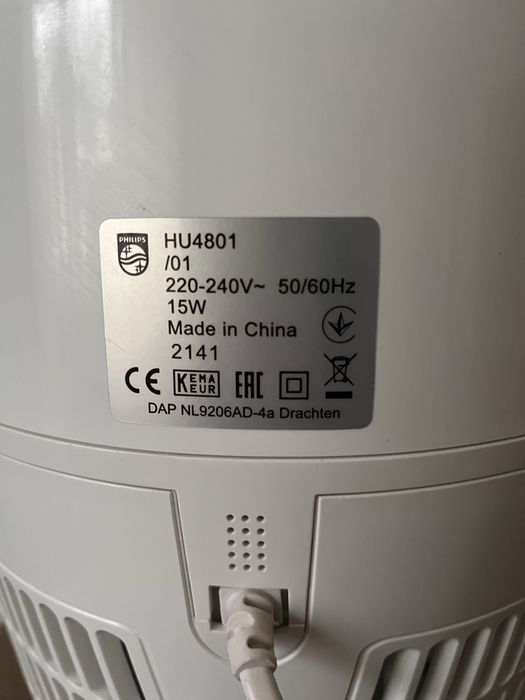 PHILIPS
HU4801
/01
220-240V~ 50/60Hz
15W
Made in China
2141
CE KEMA EUR EAC
DAP NL9206AD-4a Drachten